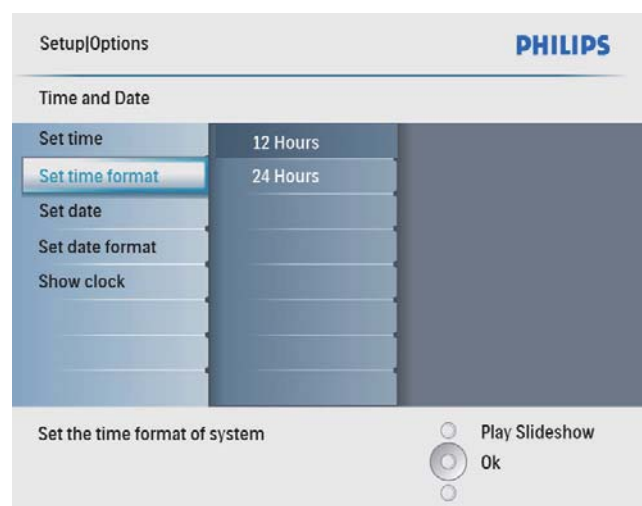 Setup|Options
PHILIPS
Time and Date
Set time
12 Hours
Set time format
24 Hours
Set date
Set date format
Show clock
Set the time format of system
Play Slideshow
Ok